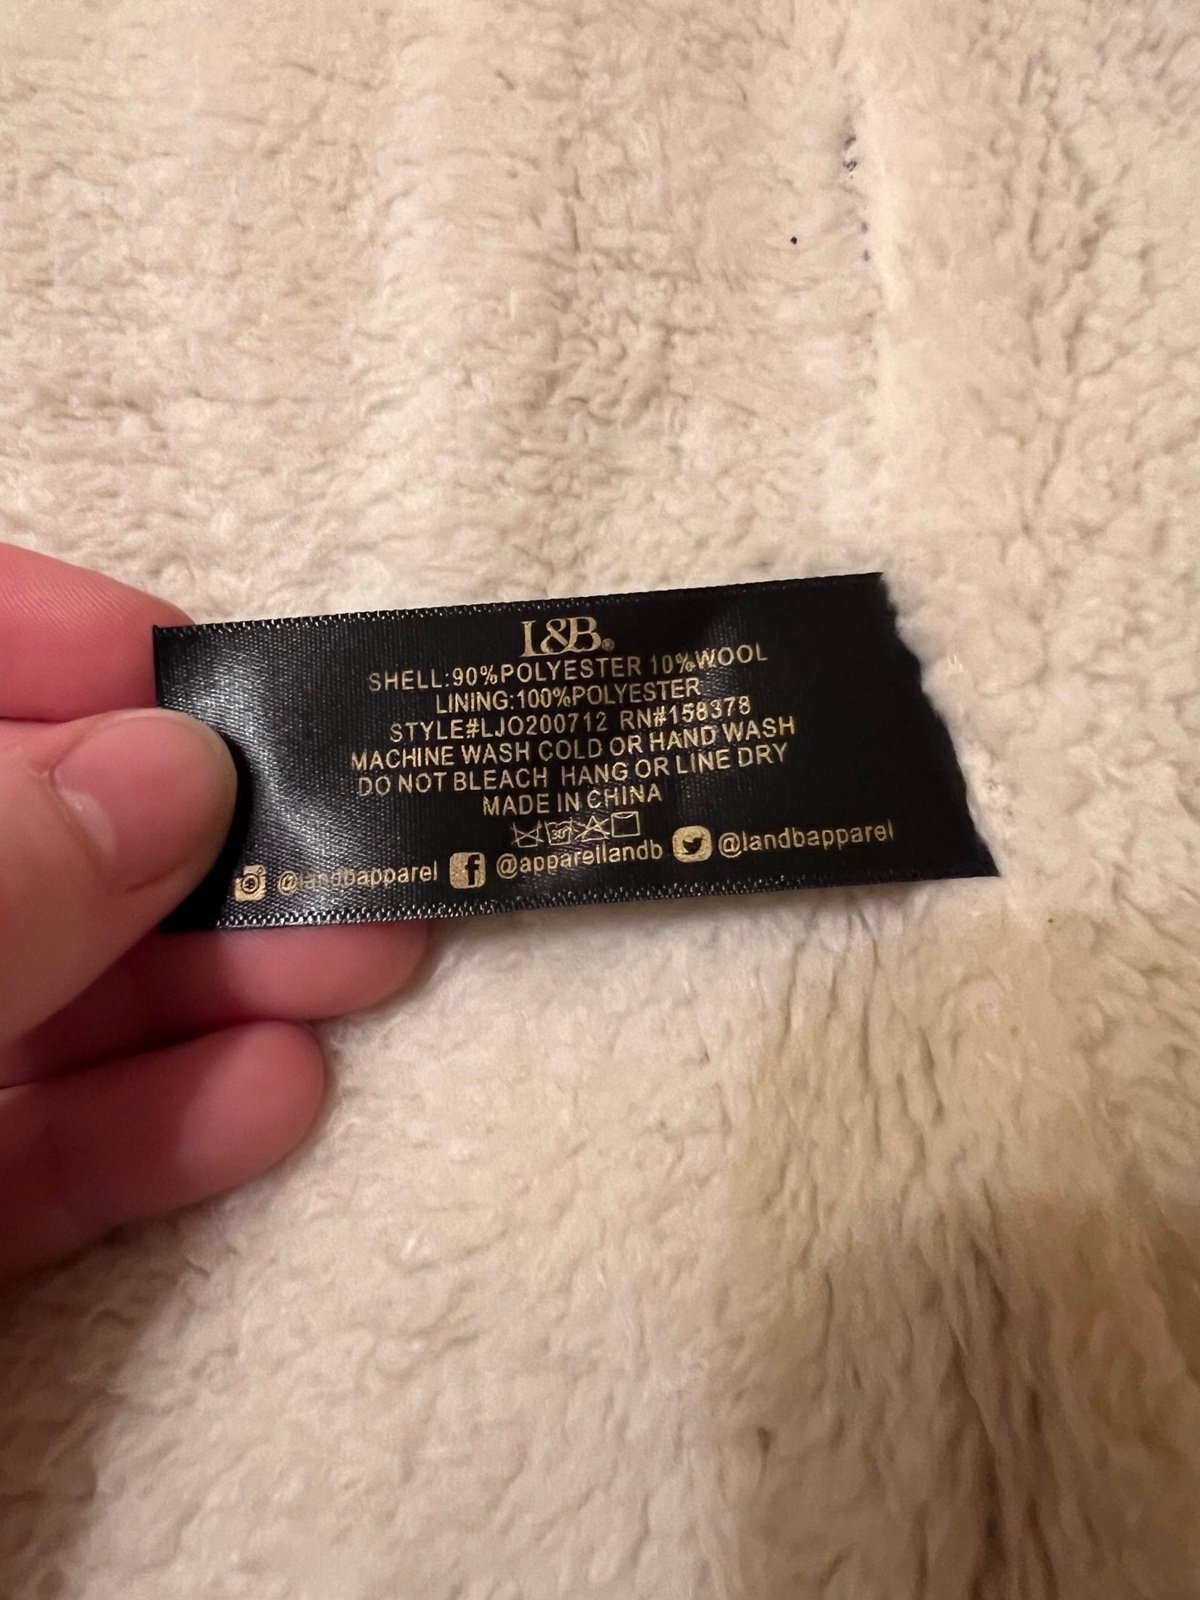 L&B®
SHELL:90%POLYESTER 10%WOOL
LINING:100%POLYESTER
STYLE#LJO200712 RN#158378
MACHINE WASH COLD OR HAND WASH
DO NOT BLEACH HANG OR LINE DRY
MADE IN CHINA
30°
@landbapparel @apparellandb @landbapparel